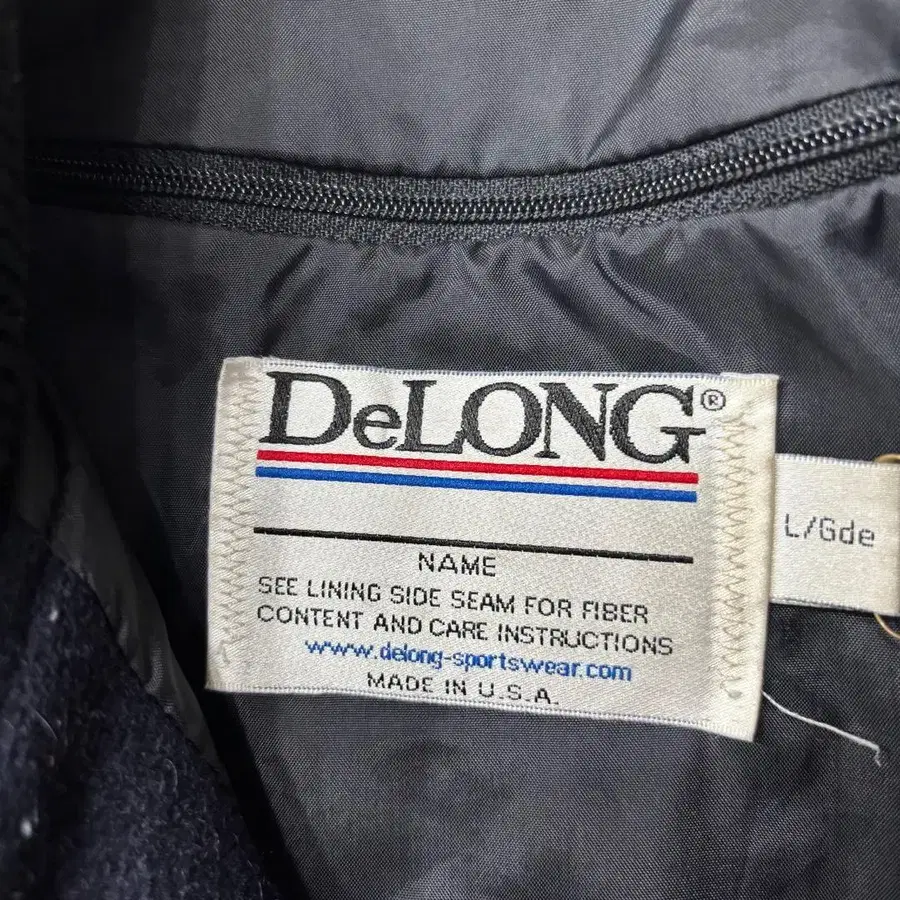 DeLONG®
L/Gde
NAME
SEE LINING SIDE SEAM FOR FIBER
CONTENT AND CARE INSTRUCTIONS
www.delong-sportswear.com
MADE IN U.S.A.